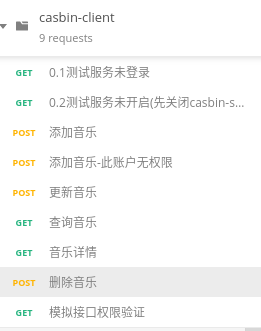 casbin-client
9 requests
GET 0.1测试服务未登录
GET 0.2测试服务未开启(先关闭casbin-s...
POST 添加音乐
POST 添加音乐-此账户无权限
POST 更新音乐
GET 查询音乐
GET 音乐详情
POST 删除音乐
GET 模拟接口权限验证